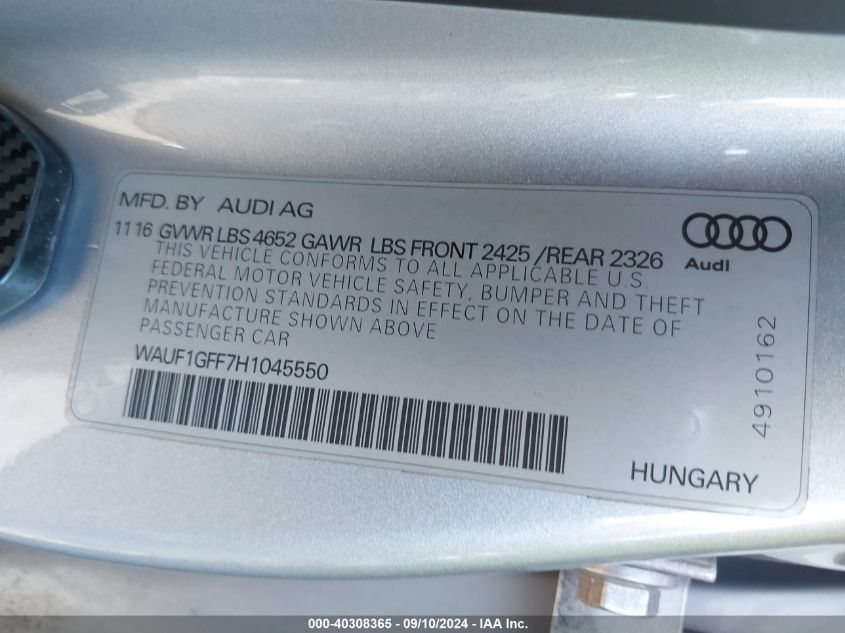 MFD. BY AUDI AG
11 16 GVWR LBS 4652 GAWR LBS FRONT 2425 /REAR 2326
THIS VEHICLE CONFORMS TO ALL APPLICABLE U.S.
FEDERAL MOTOR VEHICLE SAFETY, BUMPER AND THEFT
PREVENTION STANDARDS IN EFFECT ON THE DATE OF
MANUFACTURE SHOWN ABOVE
PASSENGER CAR
WAUF1GFF7H1045550
Audi
4910162
HUNGARY
000-40308365 - 09/10/2024 - IAA, Inc.